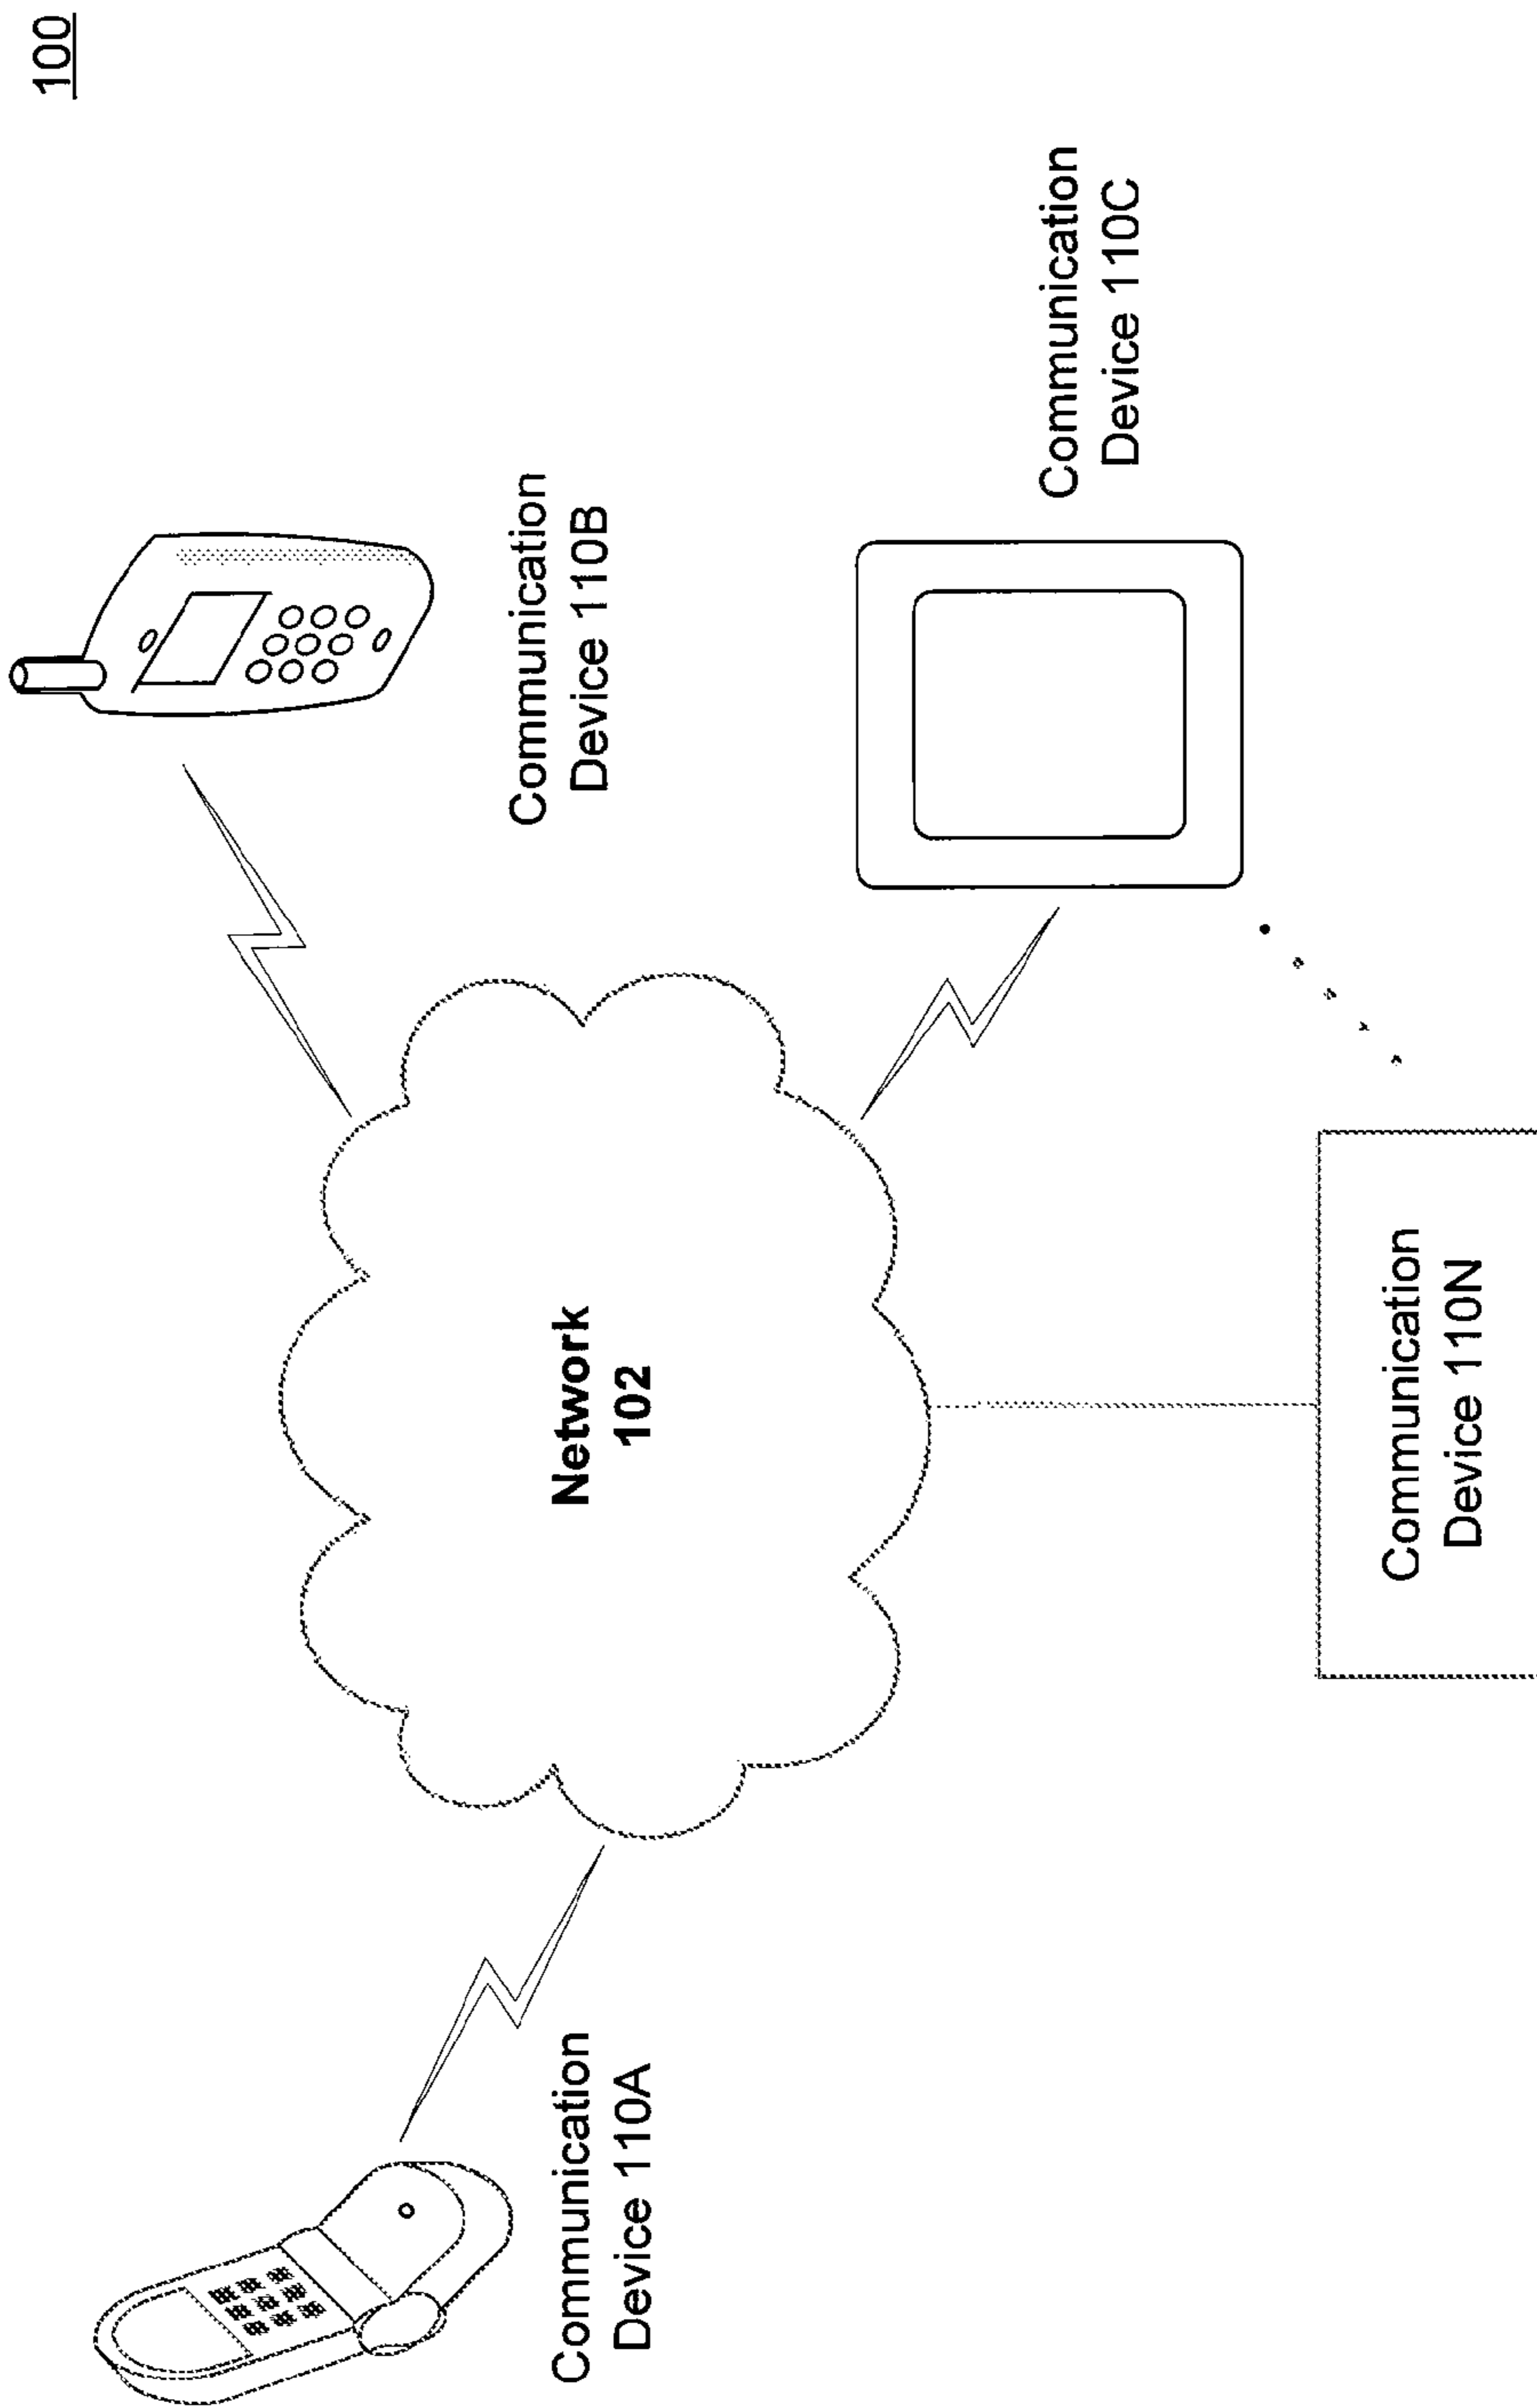 100
Communication
Device 110B
Communication
Device 110A
Network
102
Communication
Device 110C
Communication
Device 110N